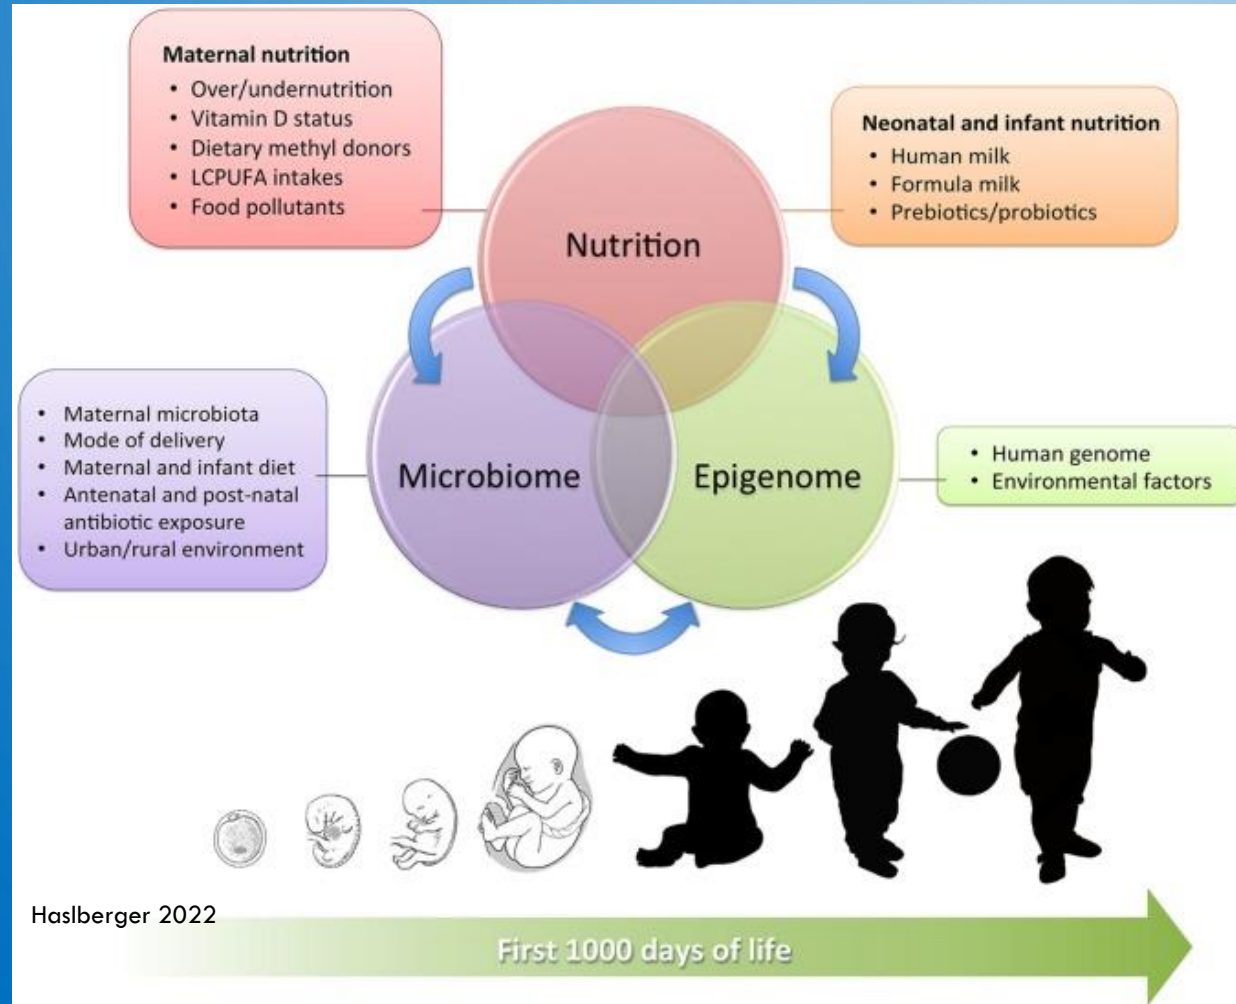 Maternal nutrition
• Over/undernutrition
• Vitamin D status
• Dietary methyl donors
• LCPUFA intakes
• Food pollutants
Neonatal and infant nutrition
• Human milk
• Formula milk
• Prebiotics/probiotics
Nutrition
• Maternal microbiota
• Mode of delivery
• Maternal and infant diet
• Antenatal and post-natal
antibiotic exposure
• Urban/rural environment
Microbiome
Epigenome
• Human genome
• Environmental factors
Haslberger 2022
First 1000 days of life